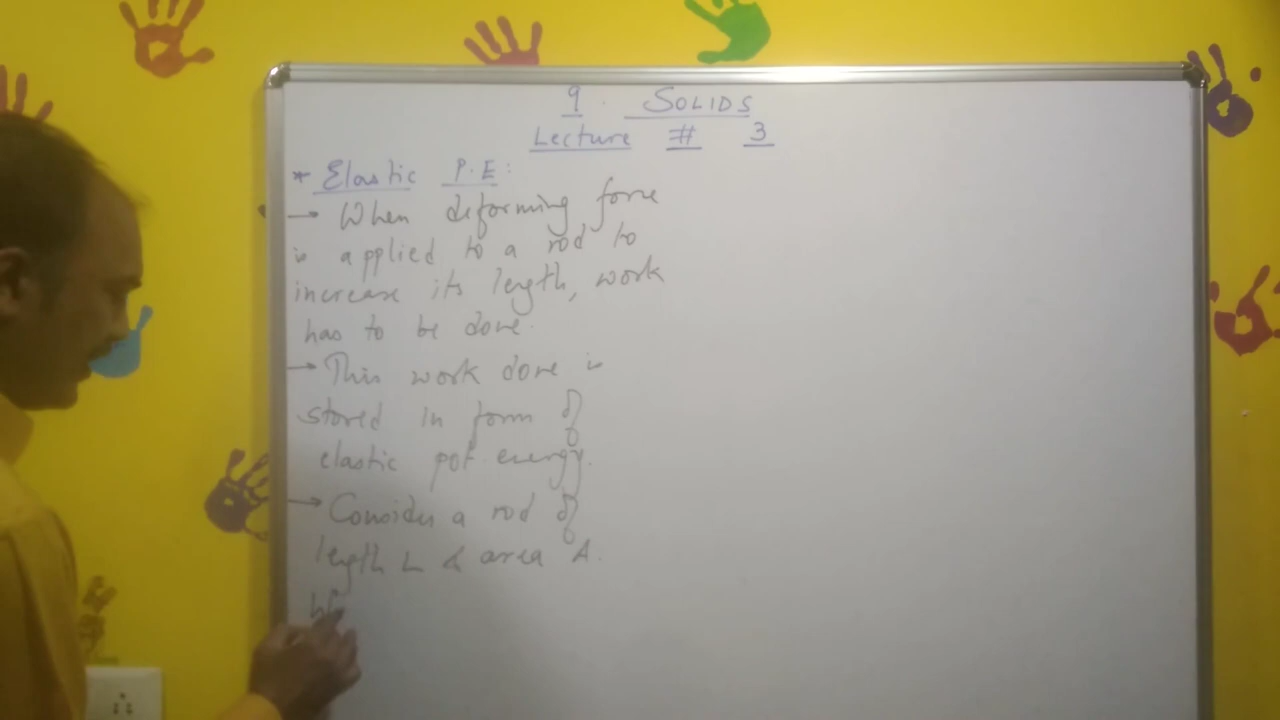 9. SOLIDS
Lecture # 3
* Elastic P.E:
→ When deforming force
is applied to a rod to
increase its length, work
has to be done.
→ This work done is
stored in form of
elastic pot. energy.
→ Consider a rod of
length L & area A.